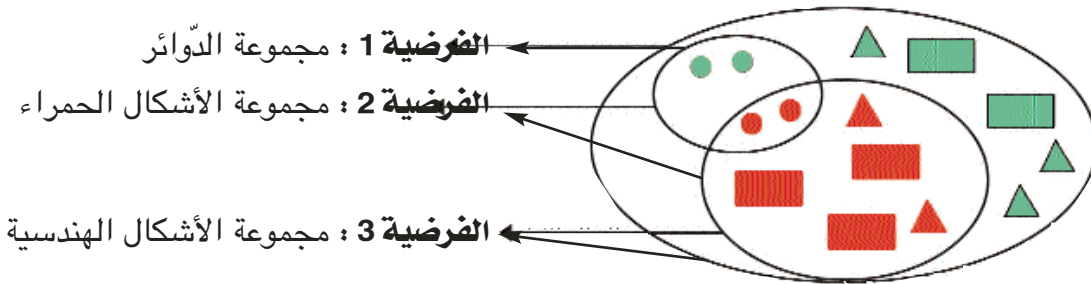 الفرضية 1 : مجموعة الدّوائر
الفرضية 2 : مجموعة الأشكال الحمراء
الفرضية 3 : مجموعة الأشكال الهندسية